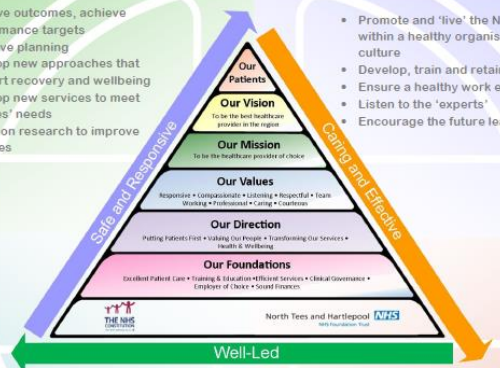 ve outcomes, achieve
mance targets
ve planning
op new approaches that
rt recovery and wellbeing
op new services to meet
es' needs
on research to improve
es
• Promote and 'live' the N
within a healthy organis
culture
• Develop, train and retai
• Ensure a healthy work e
• Listen to the 'experts'
• Encourage the future lea
Safe and Responsive
Caring and Effective
Our
Patients
Our Vision
To be the best healthcare
provider in the region
Our Mission
To be the healthcare provider of choice
Our Values
Responsive • Compassionate • Listening • Respectful • Team
Working • Professional • Caring • Courteous
Our Direction
Putting Patients First • Valuing Our People • Transforming Our Services •
Health & Wellbeing
Our Foundations
Excellent Patient Care • Training & Education •Efficient Services • Clinical Governance •
Employer of Choice • Sound Finances
THE NHS
CONSTITUTION
North Tees and Hartlepool NHS
NHS Foundation Trust
Well-Led